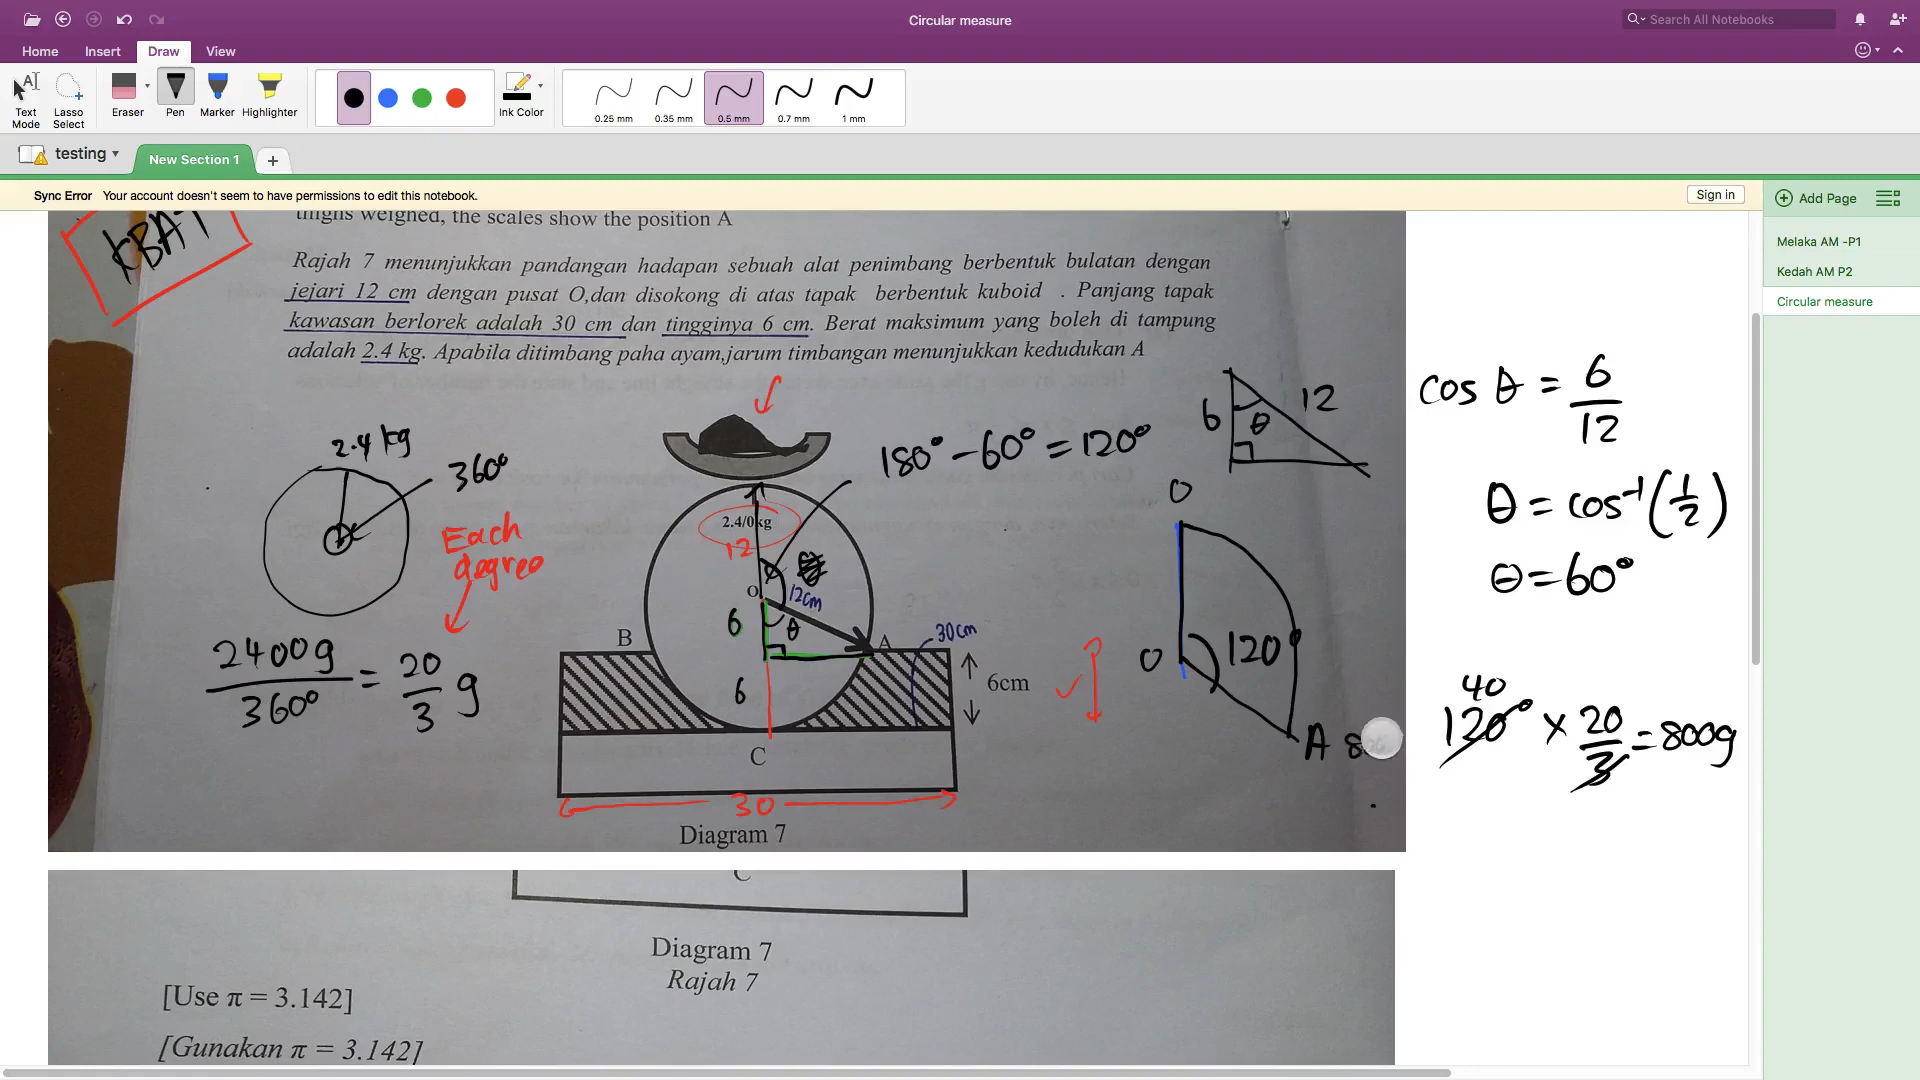 Circular measure
Search All Notebooks
Home Insert Draw View
Text Mode
Lasso Select
Eraser Pen Marker Highlighter
Ink Color
0.25 mm 0.35 mm 0.5 mm 0.7 mm 1 mm
testing
New Section 1
Sync Error Your account doesn't seem to have permissions to edit this notebook.
Sign in
Add Page
Melaka AM -P1
Kedah AM P2
Circular measure
KBAT
thighs weighed, the scales show the position A
Rajah 7 menunjukkan pandangan hadapan sebuah alat penimbang berbentuk bulatan dengan
jejari 12 cm dengan pusat O,dan disokong di atas tapak berbentuk kuboid . Panjang tapak
kawasan berlorek adalah 30 cm dan tingginya 6 cm. Berat maksimum yang boleh di tampung
adalah 2.4 kg. Apabila ditimbang paha ayam,jarum timbangan menunjukkan kedudukan A
2.4 kg
360°
Each
degree
2400g / 360° = 20/3 g
180° - 60° = 120°
2.4/0kg
12
O
12cm
6
θ
B
A
30cm
6cm
6
C
30
Diagram 7
6
θ
12
O
O
120
A
cos θ = 6/12
θ = cos⁻¹(1/2)
θ = 60°
40
120° × 20/3 = 800g
C
Diagram 7
Rajah 7
[Use π = 3.142]
[Gunakan π = 3.142]